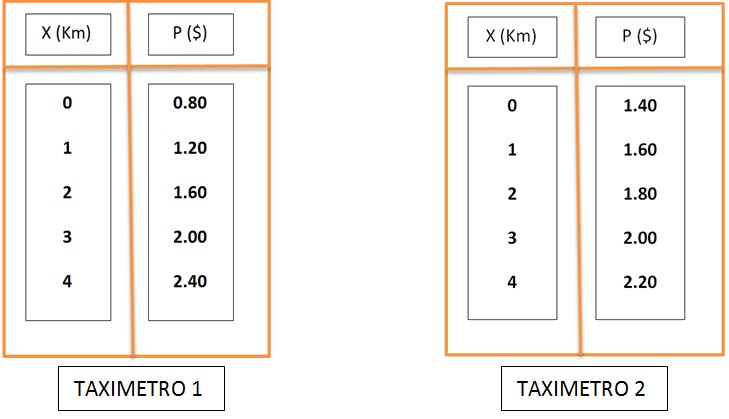 X (Km) P ($)
0 0.80
1 1.20
2 1.60
3 2.00
4 2.40
TAXIMETRO 1
X (Km) P ($)
0 1.40
1 1.60
2 1.80
3 2.00
4 2.20
TAXIMETRO 2